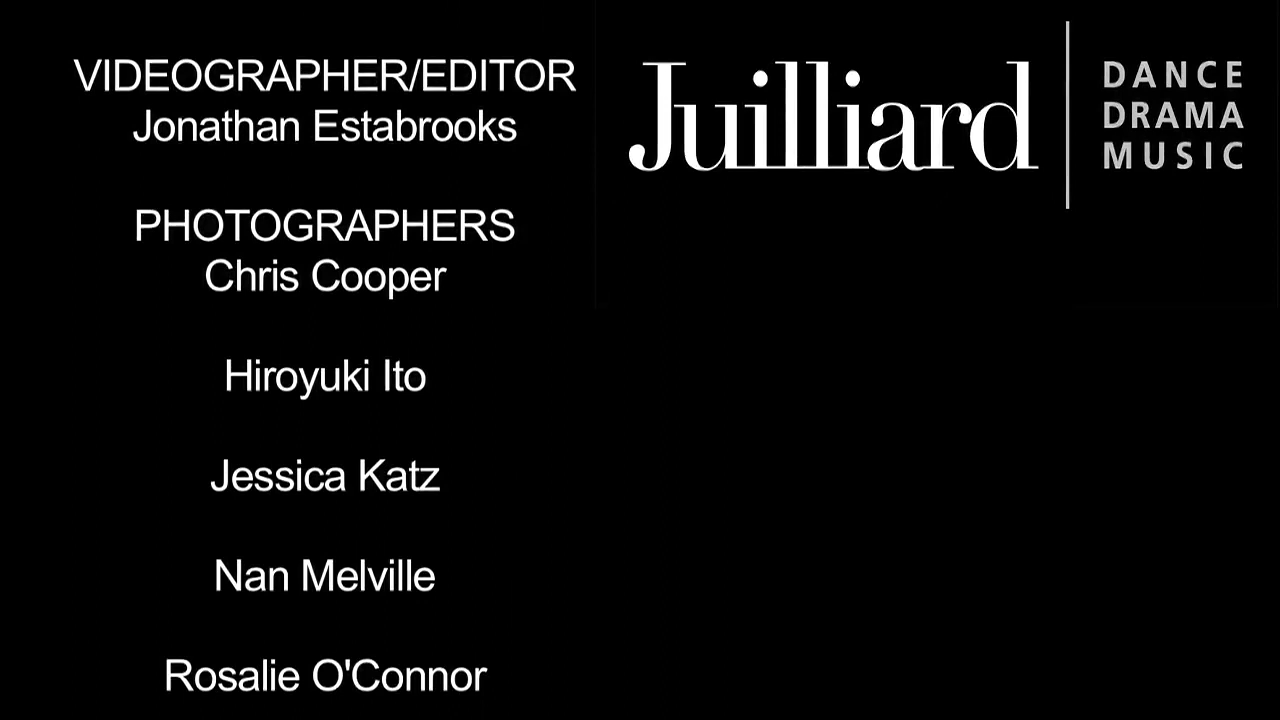 VIDEOGRAPHER/EDITOR
Jonathan Estabrooks
PHOTOGRAPHERS
Chris Cooper
Hiroyuki Ito
Jessica Katz
Nan Melville
Rosalie O'Connor
Juilliard
DANCE
DRAMA
MUSIC